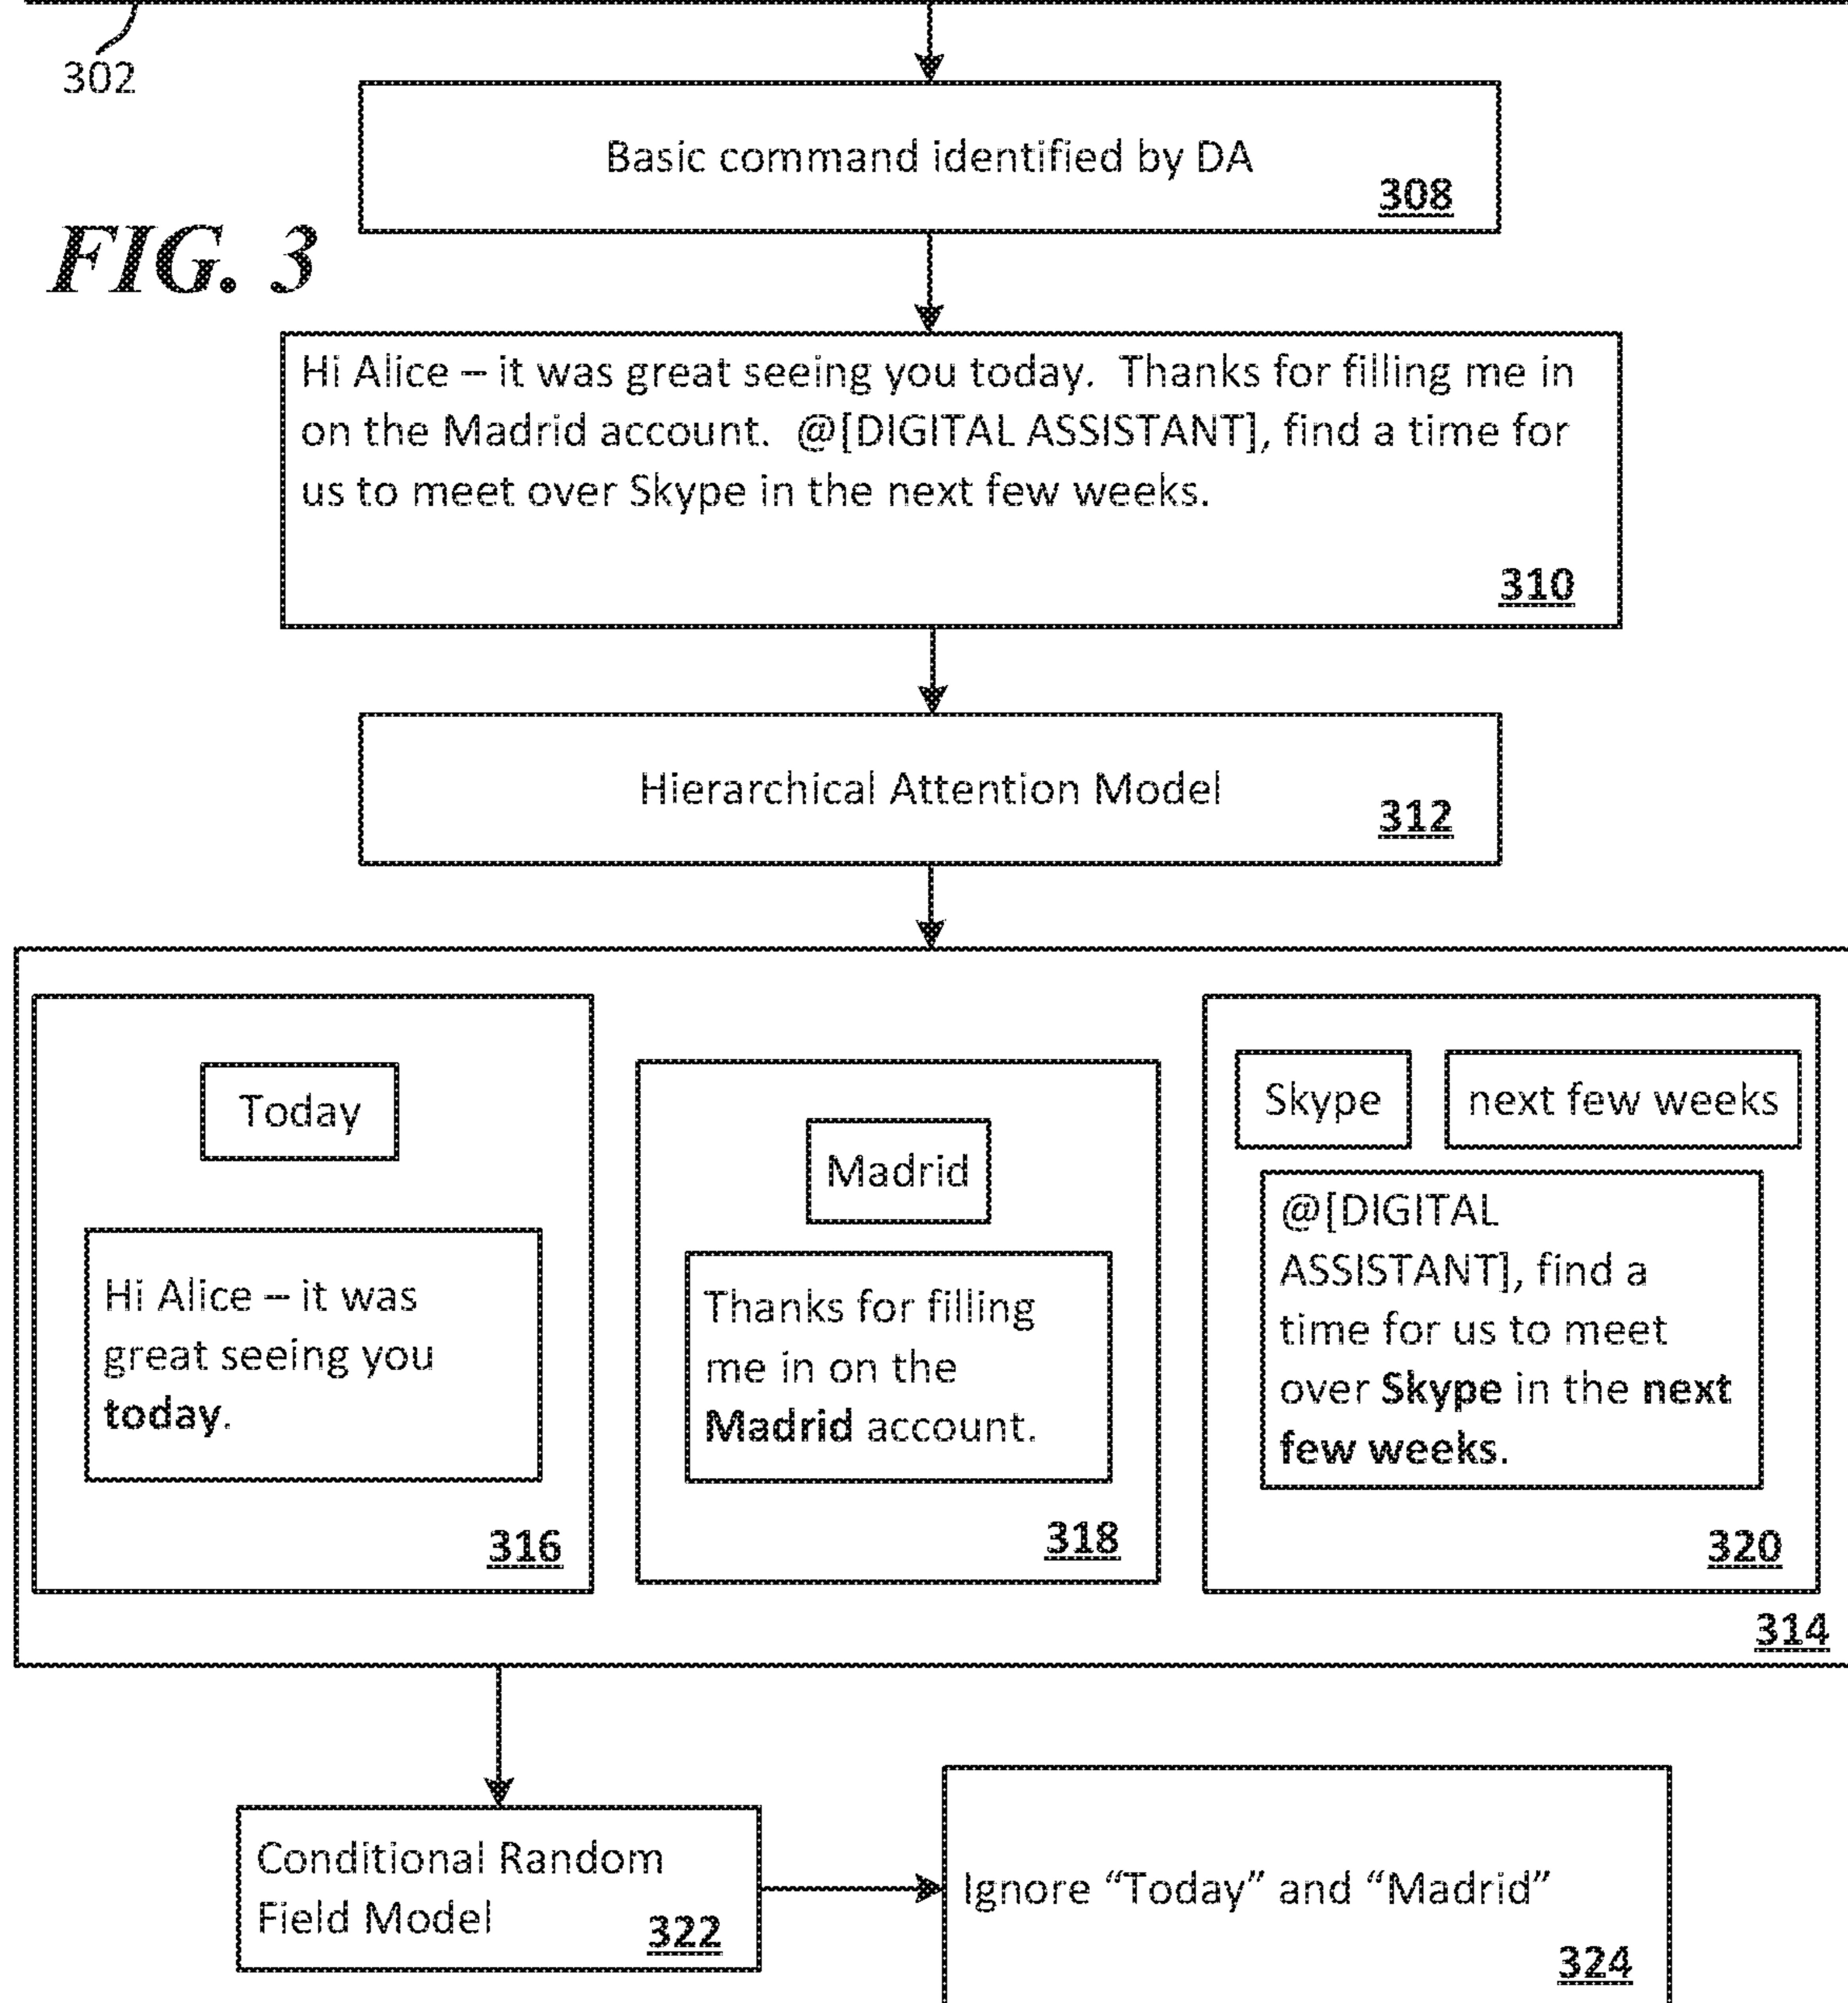 302
Basic command identified by DA
308
FIG. 3
Hi Alice – it was great seeing you today.  Thanks for filling me in
on the Madrid account.  @[DIGITAL ASSISTANT], find a time for
us to meet over Skype in the next few weeks.
310
Hierarchical Attention Model
312
Today
Hi Alice – it was
great seeing you
today.
316
Madrid
Thanks for filling
me in on the
Madrid account.
318
Skype
next few weeks
@[DIGITAL
ASSISTANT], find a
time for us to meet
over Skype in the next
few weeks.
320
314
Conditional Random
Field Model
322
Ignore “Today” and “Madrid”
324